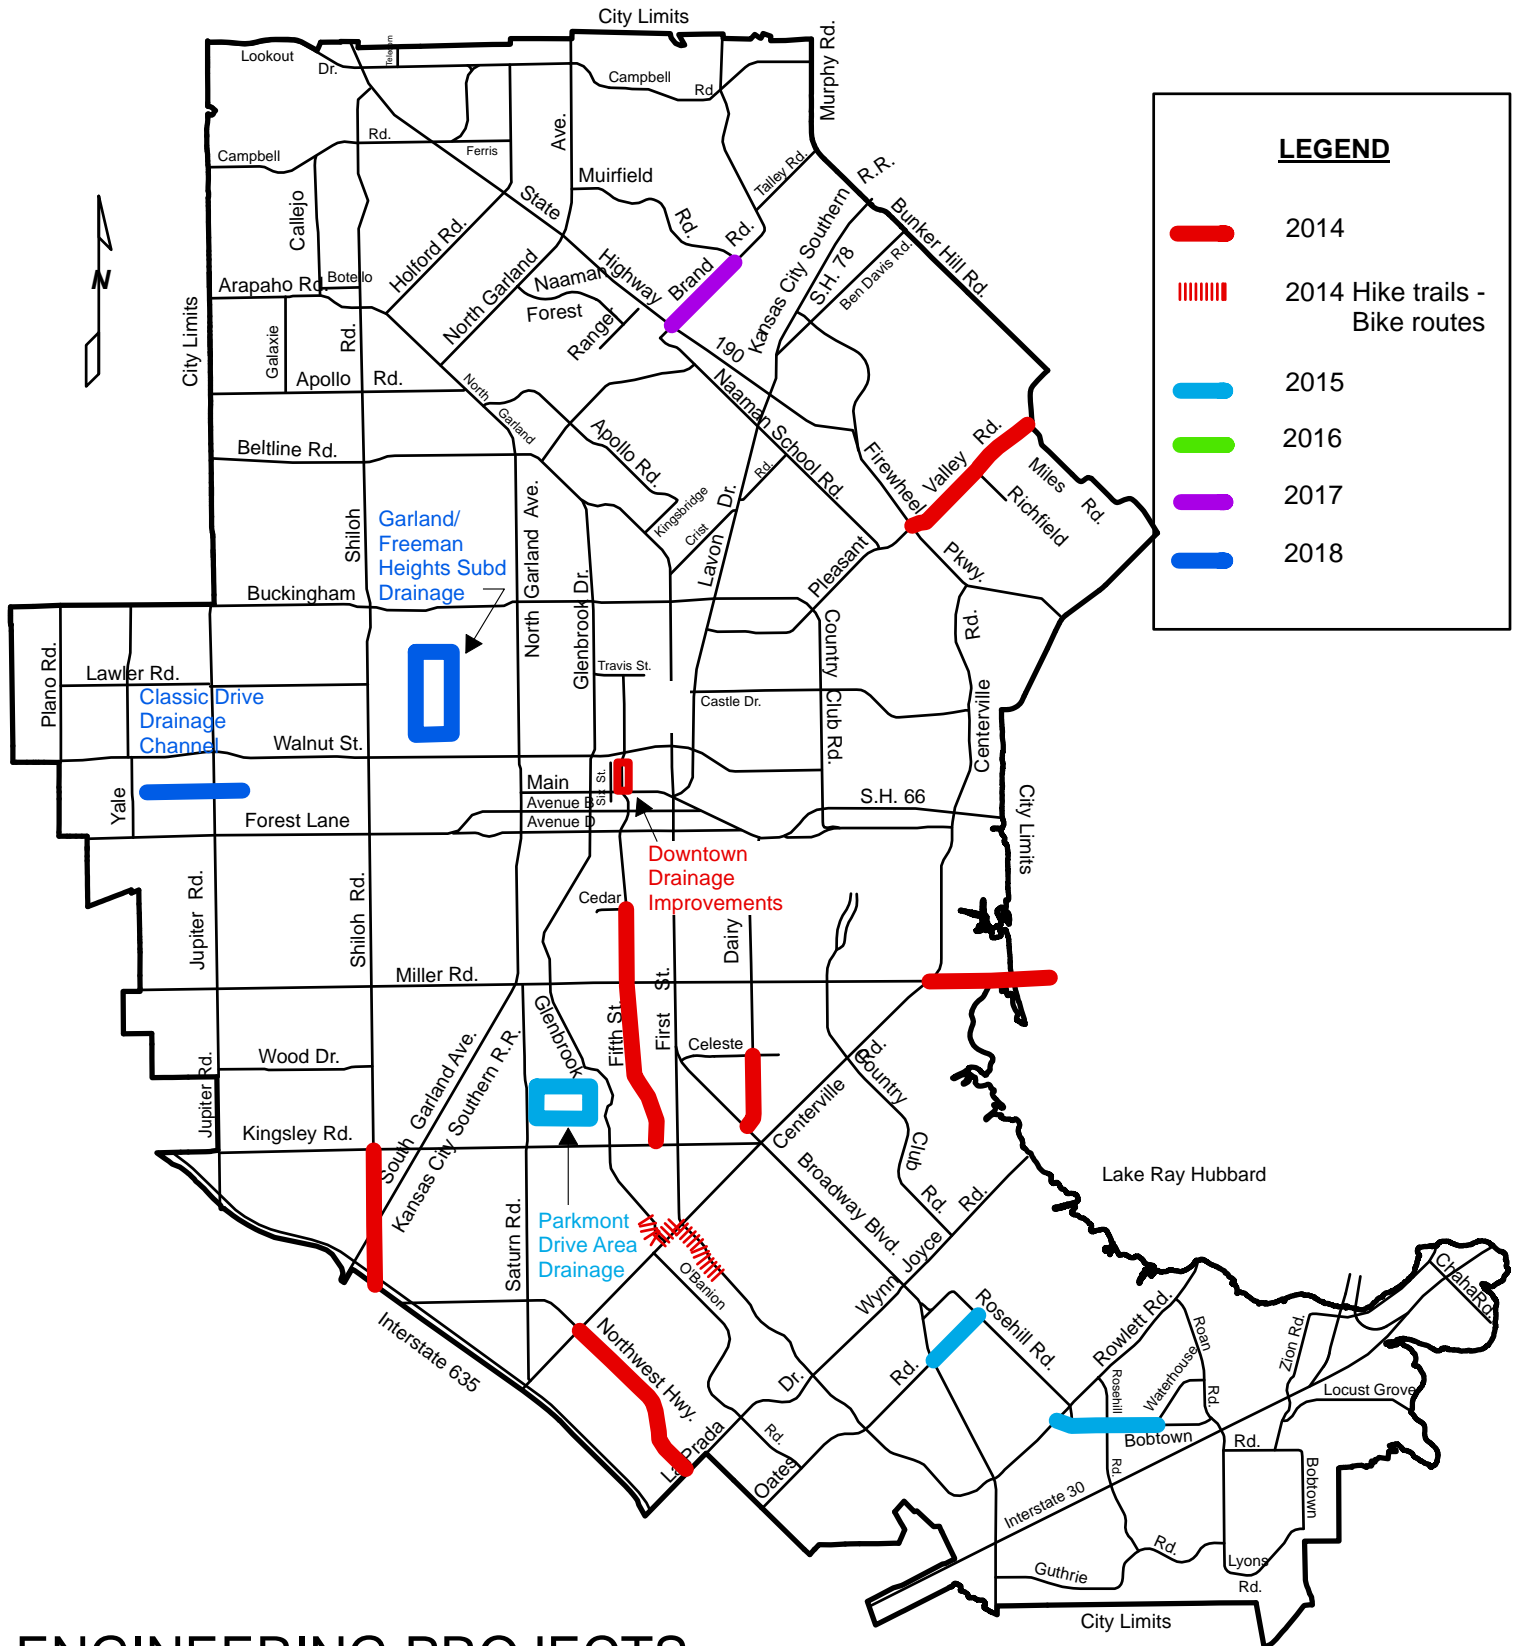 City Limits
Lookout
Dr.
Telecom
Campbell
Rd.
Murphy Rd.
Campbell
Rd.
Ferris
Ave.
Muirfield
Rd.
Talley Rd.
R.R.
Kansas City Southern
S.H. 78
Ben Davis Rd.
Bunker Hill Rd.
State
Highway
190
Callejo
Holford Rd.
North Garland
Naaman
Forest
Ranger
Brand
Rd.
Arapaho Rd.
Botello
N
City Limits
Galaxie
Rd.
Apollo
Rd.
North
Garland
Apollo Rd.
Naaman School Rd.
Beltline Rd.
Kingsbridge
Crist
Rd.
Firewheel
Valley
Rd.
Miles
Rd.
Richfield
Pkwy.
Pleasant
Lavon
Dr.
Shiloh
Garland/
Freeman
Heights Subd
Drainage
North Garland Ave.
Glenbrook Dr.
Buckingham
Plano Rd.
Lawler Rd.
Classic Drive
Drainage
Channel
Walnut St.
Travis St.
Castle Dr.
Country Club Rd.
Rd.
Centerville
Yale
Forest Lane
Main
Avenue B
Avenue D
Six St.
S.H. 66
City Limits
Downtown
Drainage
Improvements
Cedar
Jupiter Rd.
Shiloh Rd.
Miller Rd.
Dairy
Fifth St.
First St.
Glenbrook
Celeste
Wood Dr.
Jupiter Rd.
South Garland Ave.
Kansas City Southern R.R.
Kingsley Rd.
Centerville
Rd.
Country
Club
Rd.
Broadway Blvd.
Wynn Joyce
Rd.
Lake Ray Hubbard
Saturn Rd.
Parkmont
Drive Area
Drainage
O'Banion
Interstate 635
Northwest Hwy.
La Prada
Dr.
Rd.
Oates
Rd.
Rosehill Rd.
Rowlett Rd.
Roan
Rd.
Waterhouse
Rosehill
Rd.
Bobtown
Rd.
Bobtown
Zion Rd.
Locust Grove
Chaha
Rd.
Interstate 30
Guthrie
Rd.
Lyons
Rd.
City Limits
LEGEND
2014
2014 Hike trails -
Bike routes
2015
2016
2017
2018
ENGINEERING PROJECTS